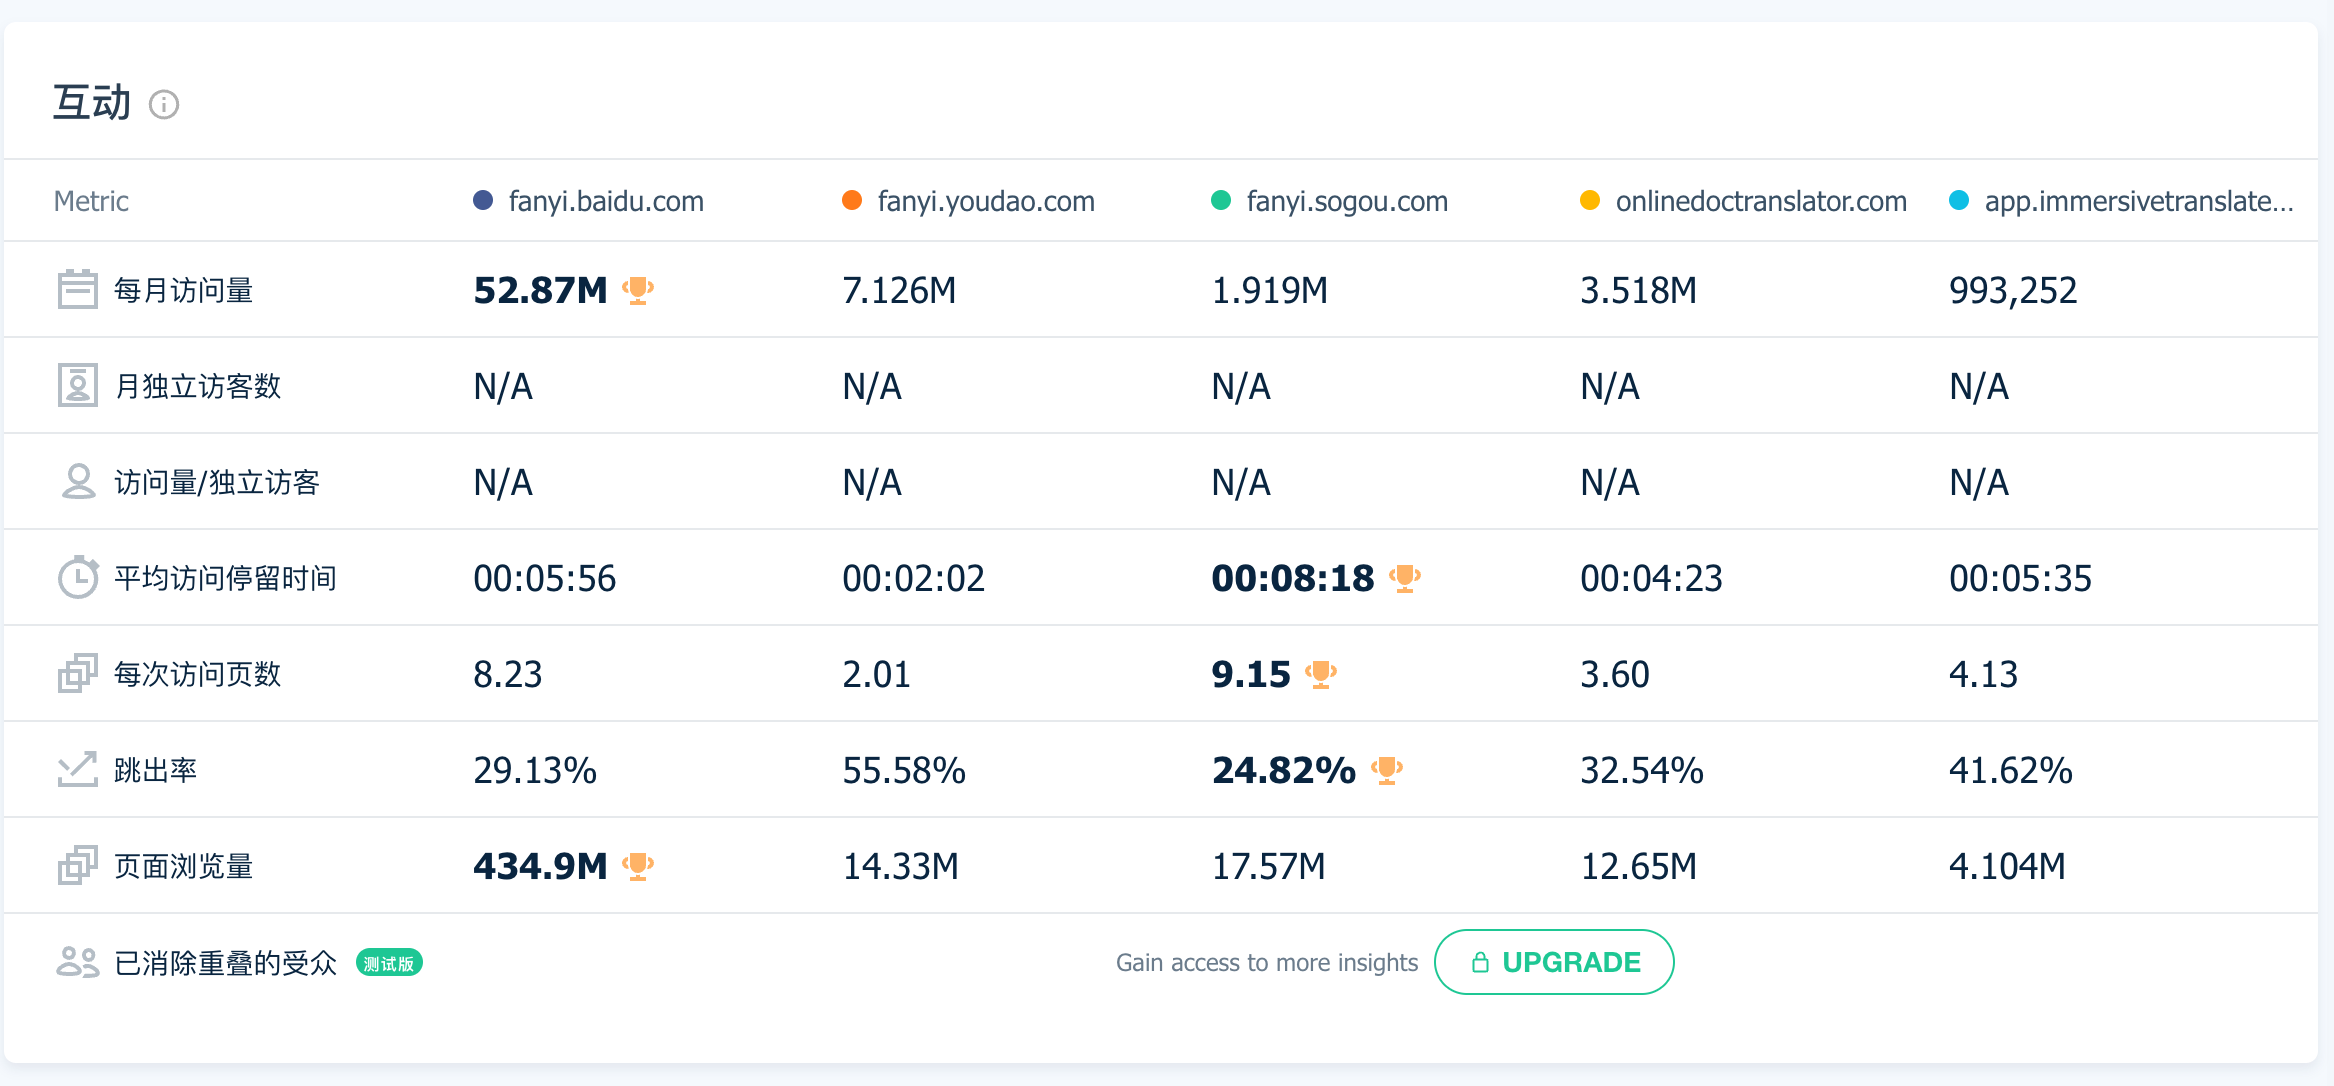 互动
Metric fanyi.baidu.com fanyi.youdao.com fanyi.sogou.com onlinedoctranslator.com app.immersivetranslate...
每月访问量 52.87M 7.126M 1.919M 3.518M 993,252
月独立访客数 N/A N/A N/A N/A N/A
访问量/独立访客 N/A N/A N/A N/A N/A
平均访问停留时间 00:05:56 00:02:02 00:08:18 00:04:23 00:05:35
每次访问页数 8.23 2.01 9.15 3.60 4.13
跳出率 29.13% 55.58% 24.82% 32.54% 41.62%
页面浏览量 434.9M 14.33M 17.57M 12.65M 4.104M
已消除重叠的受众 测试版 Gain access to more insights UPGRADE